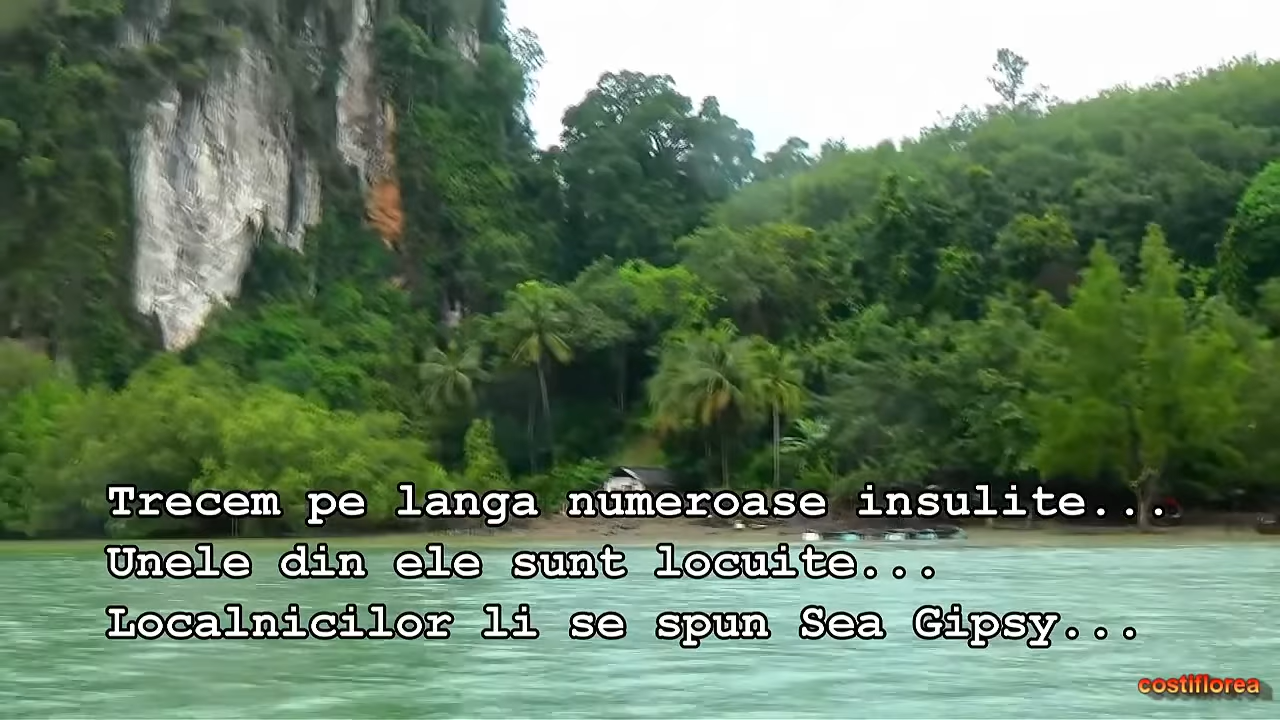 Trecem pe langa numeroase insulite...
Unele din ele sunt locuite...
Localnicilor li se spun Sea Gipsy...
costiflorea